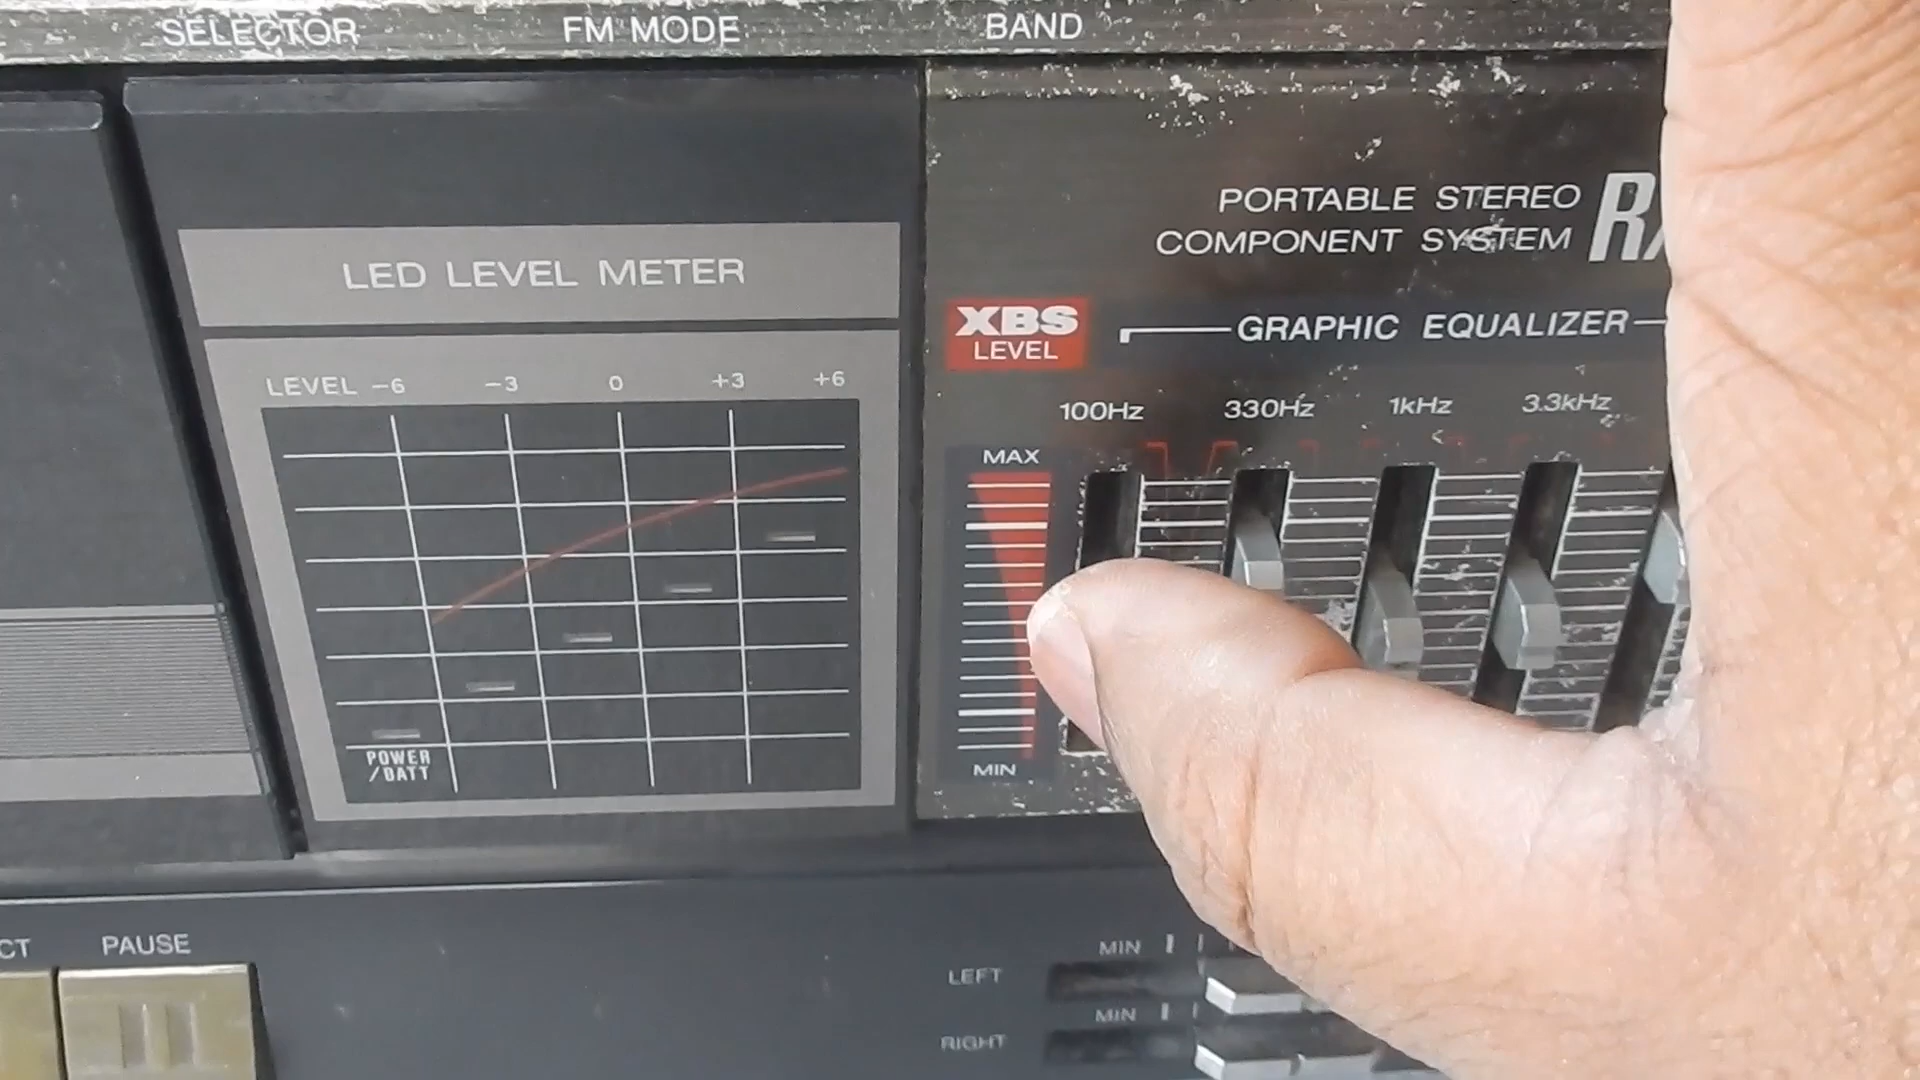 SELECTOR FM MODE BAND
PORTABLE STEREO
COMPONENT SYSTEM
LED LEVEL METER
XBS
LEVEL
GRAPHIC EQUALIZER
LEVEL -6 -3 0 +3 +6
100Hz 330Hz 1kHz 3.3kHz
MAX
POWER
/BATT
MIN
PAUSE
MIN
LEFT
MIN
RIGHT